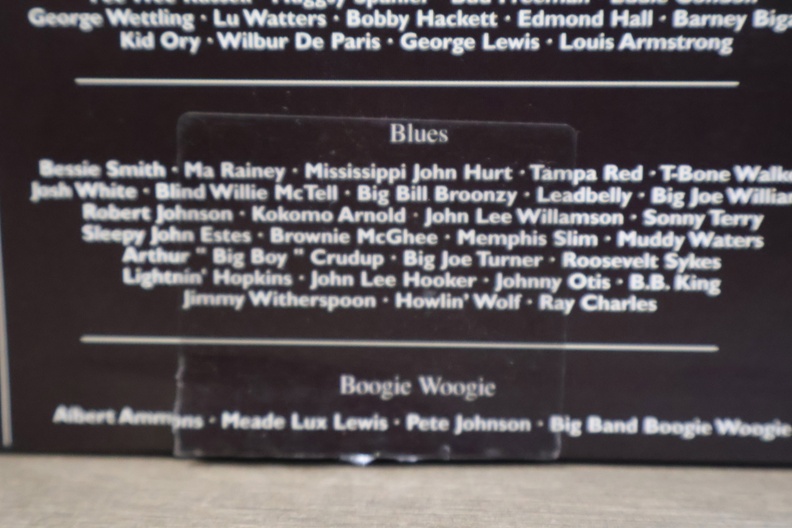 George Wettling · Lu Watters · Bobby Hackett · Edmond Hall · Barney
Kid Ory · Wilbur De Paris · George Lewis · Louis Armstrong
Blues
Bessie Smith · Ma Rainey · Mississippi John Hurt · Tampa Red · T-Bone
Josh White · Blind Willie McTell · Big Bill Broonzy · Leadbelly · Big Joe
Robert Johnson · Kokomo Arnold · John Lee Willamson · Sonny Terry
Sleepy John Estes · Brownie McGhee · Memphis Slim · Muddy Waters
Arthur " Big Boy " Crudup · Big Joe Turner · Roosevelt Sykes
Lightnin' Hopkins · John Lee Hooker · Johnny Otis · B.B. King
Jimmy Witherspoon · Howlin' Wolf · Ray Charles
Boogie Woogie
Albert Ammons · Meade Lux Lewis · Pete Johnson · Big Band Boogie Woogie